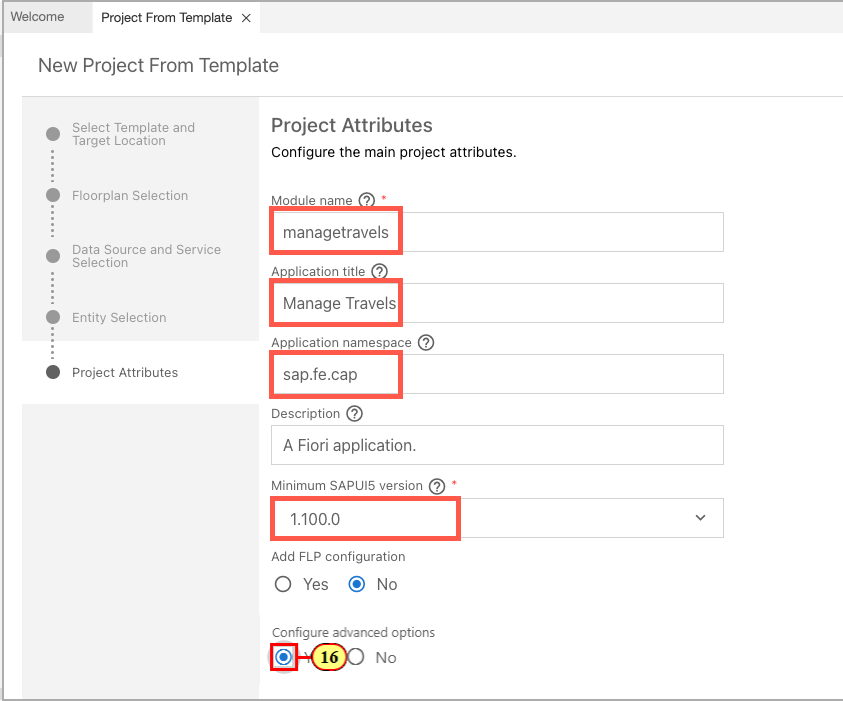 Welcome
Project From Template
New Project From Template
Select Template and
Target Location
Floorplan Selection
Data Source and Service
Selection
Entity Selection
Project Attributes
Project Attributes
Configure the main project attributes.
Module name ? *
managetravels
Application title ?
Manage Travels
Application namespace ?
sap.fe.cap
Description ?
A Fiori application.
Minimum SAPUI5 version ? *
1.100.0
Add FLP configuration
Yes No
Configure advanced options
16 No